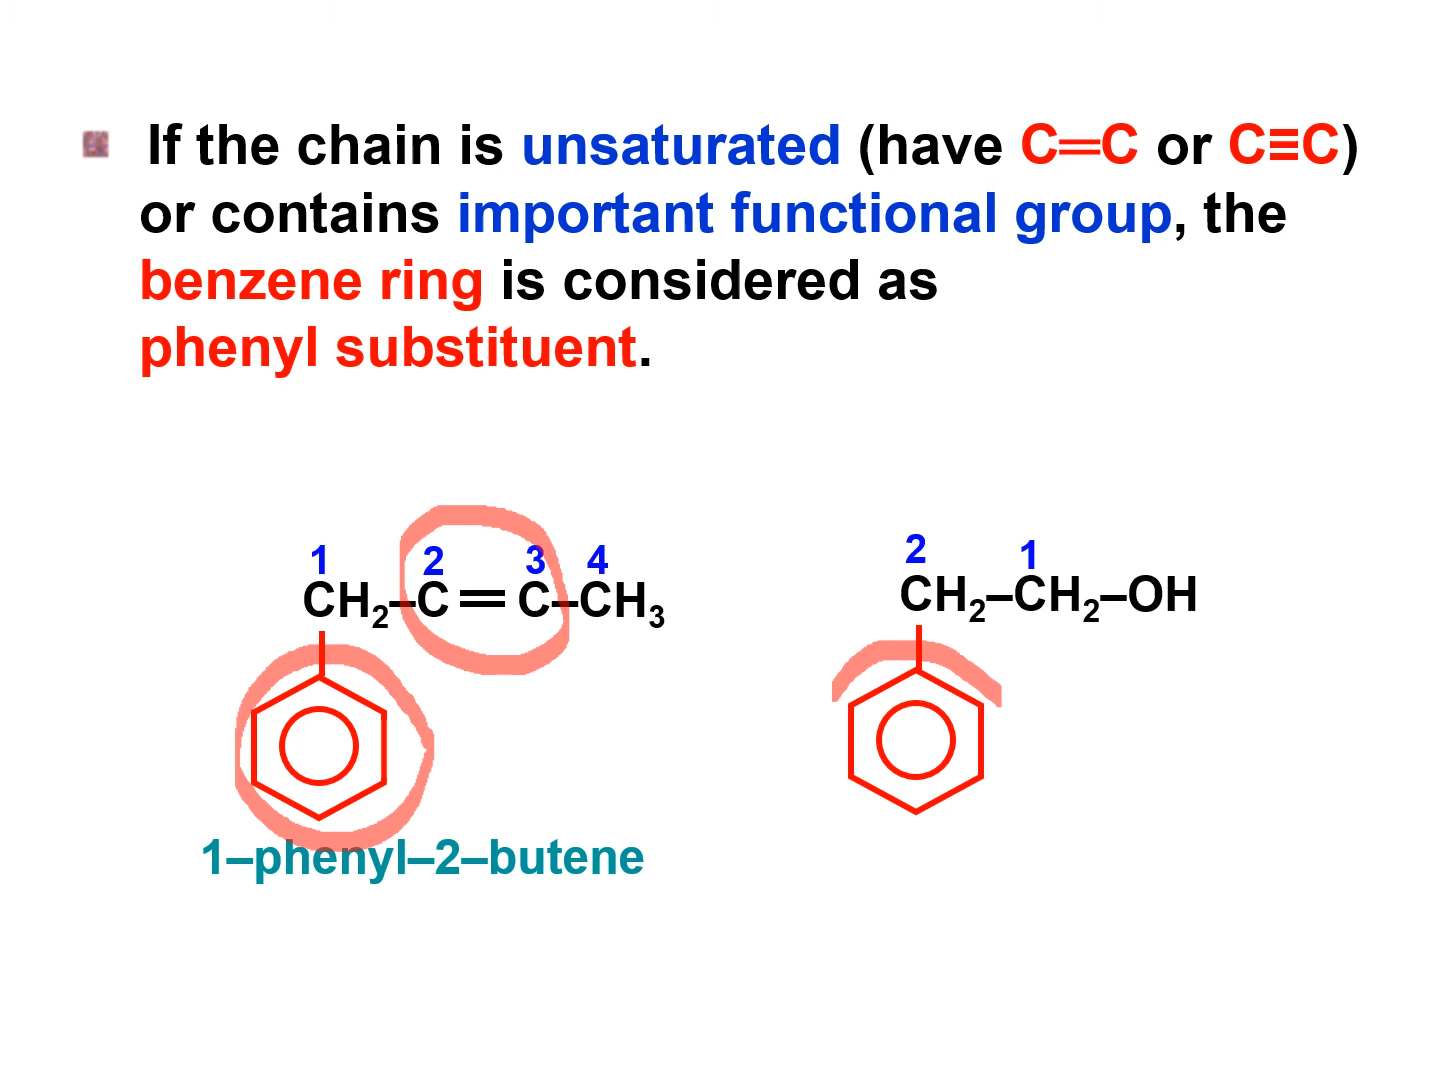 If the chain is unsaturated (have C═C or C≡C)
or contains important functional group, the
benzene ring is considered as
phenyl substituent.
1 2 3 4
CH₂–C═C–CH₃
2 1
CH₂–CH₂–OH
1–phenyl–2–butene